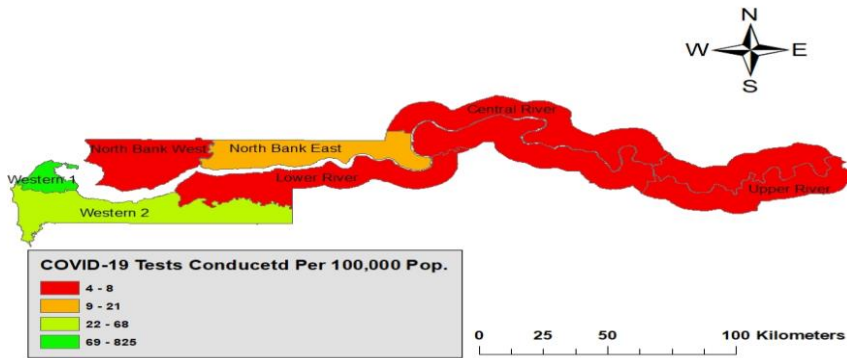 N
W E
S
Central River
North Bank West
North Bank East
Western 1
Lower River
Upper River
Western 2
COVID-19 Tests Conducetd Per 100,000 Pop.
4 - 8
9 - 21
22 - 68
69 - 825
0 25 50 100 Kilometers